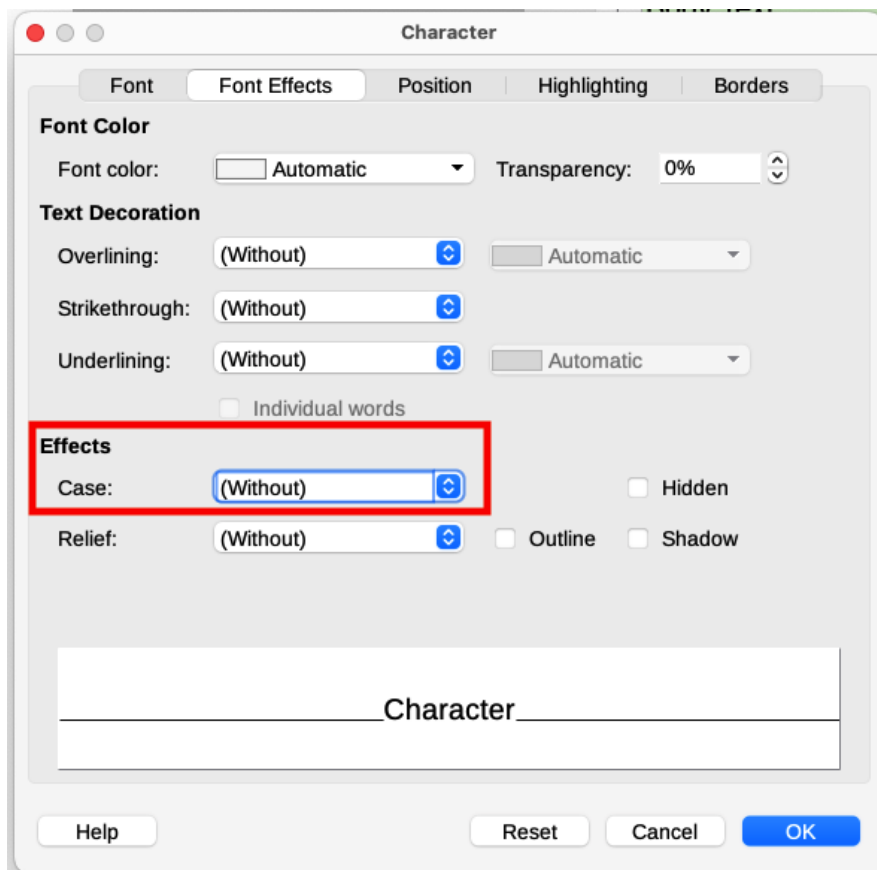 Character
Font Font Effects Position Highlighting Borders
Font Color
Font color: Automatic Transparency: 0%
Text Decoration
Overlining: (Without) Automatic
Strikethrough: (Without)
Underlining: (Without) Automatic
Individual words
Effects
Case: (Without) Hidden
Relief: (Without) Outline Shadow
Character
Help Reset Cancel OK